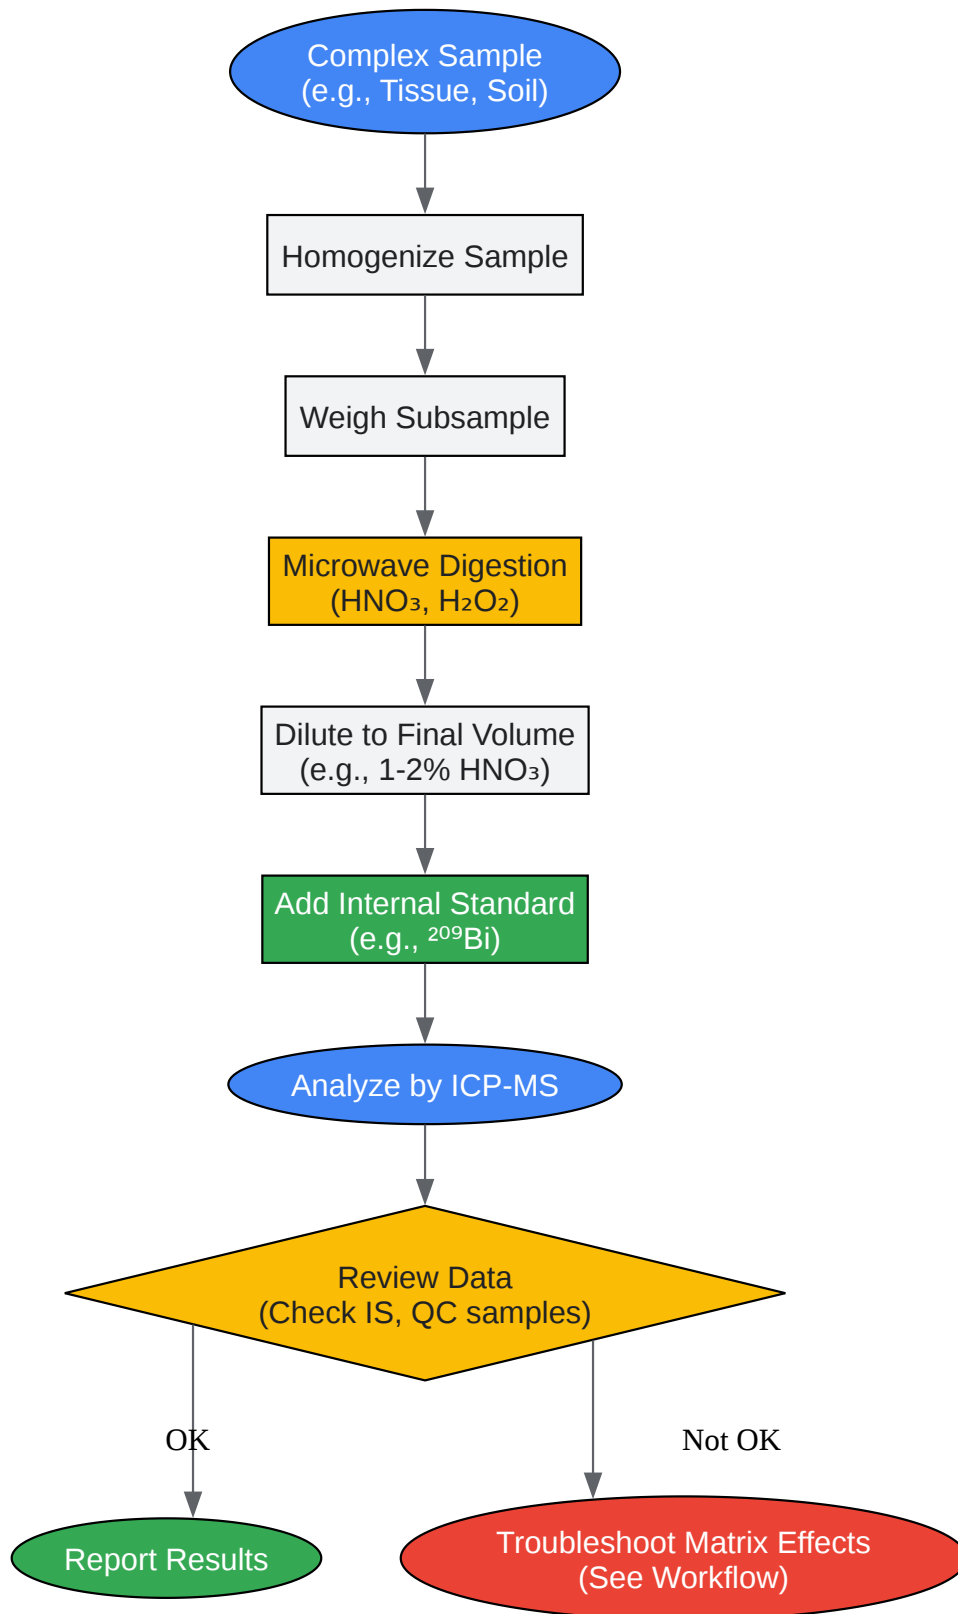 Complex Sample
(e.g., Tissue, Soil)
Homogenize Sample
Weigh Subsample
Microwave Digestion
(HNO₃, H₂O₂)
Dilute to Final Volume
(e.g., 1-2% HNO₃)
Add Internal Standard
(e.g., ²⁰⁹Bi)
Analyze by ICP-MS
Review Data
(Check IS, QC samples)
OK
Not OK
Report Results
Troubleshoot Matrix Effects
(See Workflow)